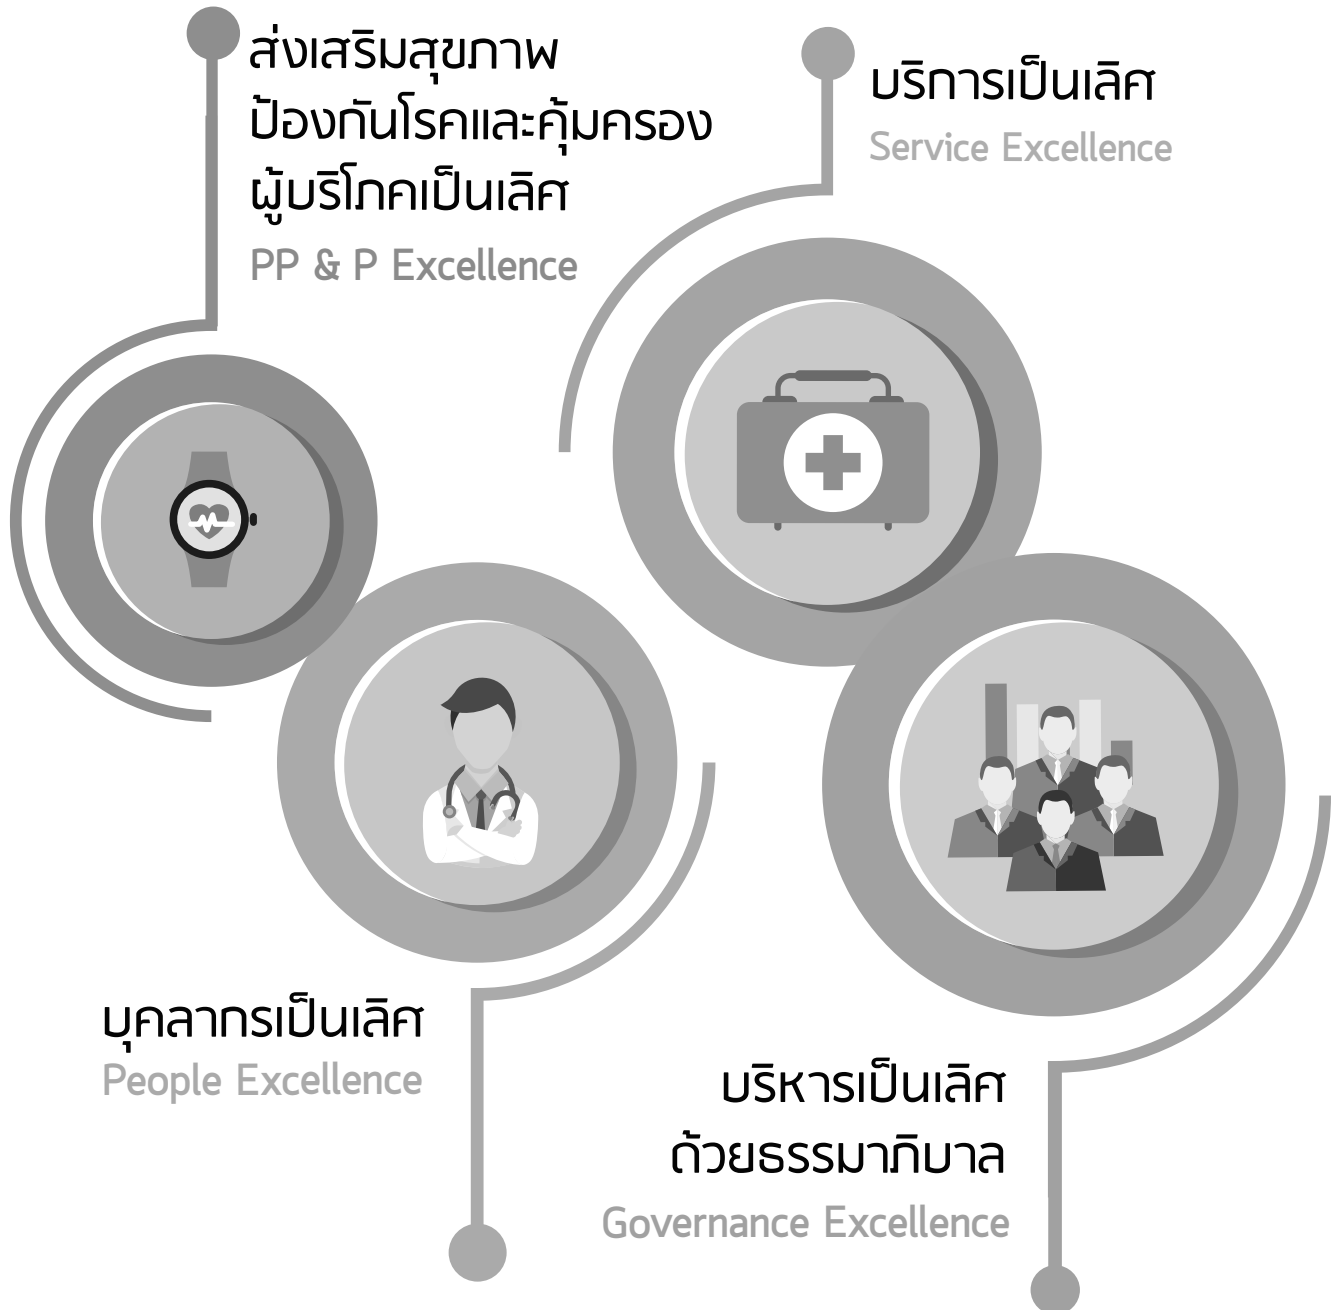 ส่งเสริมสุขภาพ
ป้องกันโรคและคุ้มครอง
ผู้บริโภคเป็นเลิศ
PP & P Excellence
บริการเป็นเลิศ
Service Excellence
บุคลากรเป็นเลิศ
People Excellence
บริหารเป็นเลิศ
ด้วยธรรมาภิบาล
Governance Excellence